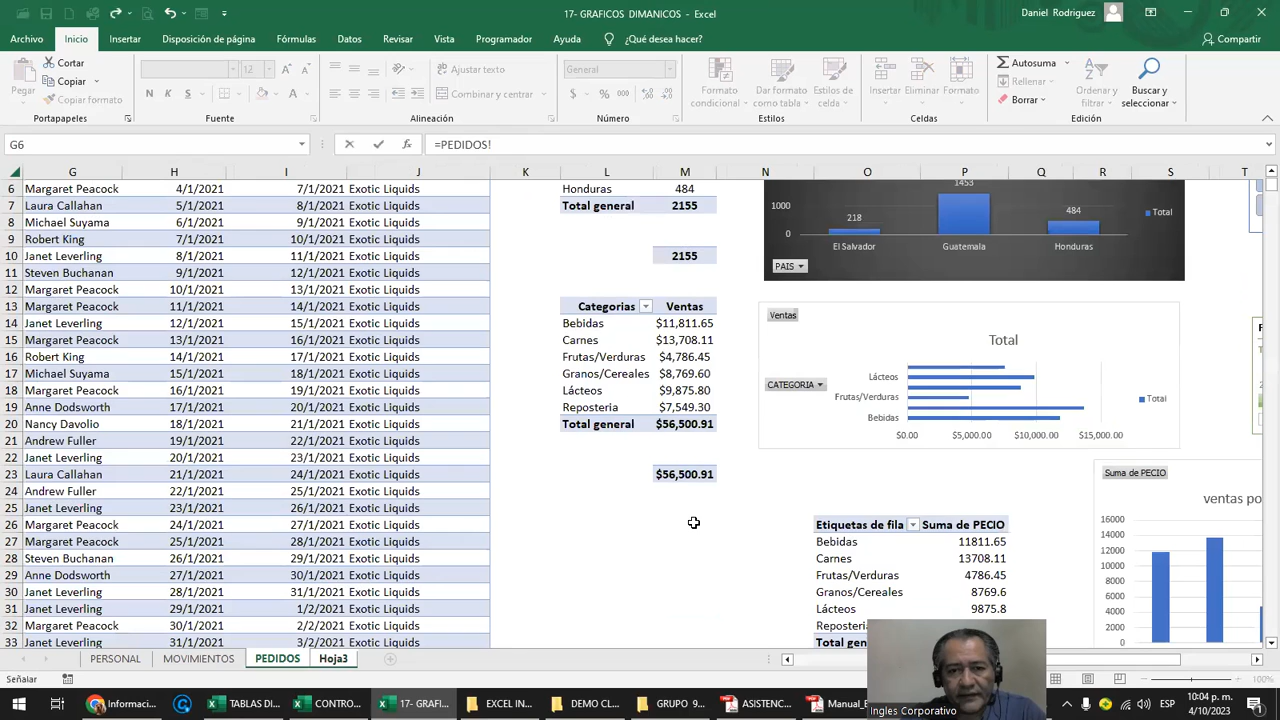 17- GRAFICOS DIMANICOS - Excel
Daniel Rodriguez
Archivo Inicio Insertar Disposición de página Fórmulas Datos Revisar Vista Programador Ayuda ¿Qué desea hacer? Compartir
Pegar
Cortar
Copiar
Copiar formato
Portapapeles
12
N K S
Fuente
Ajustar texto
Combinar y centrar
Alineación
General
$ % 000
Número
Formato condicional
Dar formato como tabla
Estilos de celda
Estilos
Insertar Eliminar Formato
Celdas
Autosuma
Rellenar
Borrar
Ordenar y filtrar
Buscar y seleccionar
Edición
G6 fx =PEDIDOS!
G H I J K L M N O P Q R S T
6 Margaret Peacock 4/1/2021 7/1/2021 Exotic Liquids Honduras 484
7 Laura Callahan 5/1/2021 8/1/2021 Exotic Liquids Total general 2155
8 Michael Suyama 6/1/2021 9/1/2021 Exotic Liquids
9 Robert King 7/1/2021 10/1/2021 Exotic Liquids
10 Janet Leverling 8/1/2021 11/1/2021 Exotic Liquids 2155
11 Steven Buchanan 9/1/2021 12/1/2021 Exotic Liquids
12 Margaret Peacock 10/1/2021 13/1/2021 Exotic Liquids
13 Margaret Peacock 11/1/2021 14/1/2021 Exotic Liquids Categorias Ventas
14 Janet Leverling 12/1/2021 15/1/2021 Exotic Liquids Bebidas $11,811.65
15 Margaret Peacock 13/1/2021 16/1/2021 Exotic Liquids Carnes $13,708.11
16 Robert King 14/1/2021 17/1/2021 Exotic Liquids Frutas/Verduras $4,786.45
17 Michael Suyama 15/1/2021 18/1/2021 Exotic Liquids Granos/Cereales $8,769.60
18 Margaret Peacock 16/1/2021 19/1/2021 Exotic Liquids Lácteos $9,875.80
19 Anne Dodsworth 17/1/2021 20/1/2021 Exotic Liquids Reposteria $7,549.30
20 Nancy Davolio 18/1/2021 21/1/2021 Exotic Liquids Total general $56,500.91
21 Andrew Fuller 19/1/2021 22/1/2021 Exotic Liquids
22 Janet Leverling 20/1/2021 23/1/2021 Exotic Liquids
23 Laura Callahan 21/1/2021 24/1/2021 Exotic Liquids $56,500.91
24 Andrew Fuller 22/1/2021 25/1/2021 Exotic Liquids
25 Janet Leverling 23/1/2021 26/1/2021 Exotic Liquids
26 Margaret Peacock 24/1/2021 27/1/2021 Exotic Liquids
27 Margaret Peacock 25/1/2021 28/1/2021 Exotic Liquids
28 Steven Buchanan 26/1/2021 29/1/2021 Exotic Liquids
29 Anne Dodsworth 27/1/2021 30/1/2021 Exotic Liquids
30 Janet Leverling 28/1/2021 31/1/2021 Exotic Liquids
31 Janet Leverling 29/1/2021 1/2/2021 Exotic Liquids
32 Margaret Peacock 30/1/2021 2/2/2021 Exotic Liquids
33 Janet Leverling 31/1/2021 3/2/2021 Exotic Liquids
1453
1000
218
484
Total
0
El Salvador Guatemala Honduras
PAIS
Ventas
Total
CATEGORIA
Lácteos
Frutas/Verduras
Bebidas
Total
$0.00 $5,000.00 $10,000.00 $15,000.00
Etiquetas de fila Suma de PECIO
Bebidas 11811.65
Carnes 13708.11
Frutas/Verduras 4786.45
Granos/Cereales 8769.6
Lácteos 9875.8
Reposteria
Total
Suma de PECIO
ventas
16000
14000
12000
10000
8000
6000
4000
2000
0
PERSONAL MOVIMIENTOS PEDIDOS Hoja3
Señalar
100%
Ingles Corporativo
Informaci
TABLAS DI
CONTRO
17- GRAFI
EXCEL IN
DEMO CL
GRUPO 9
ASISTENC
Manual_E
ESP
10:04 p. m.
4/10/2023